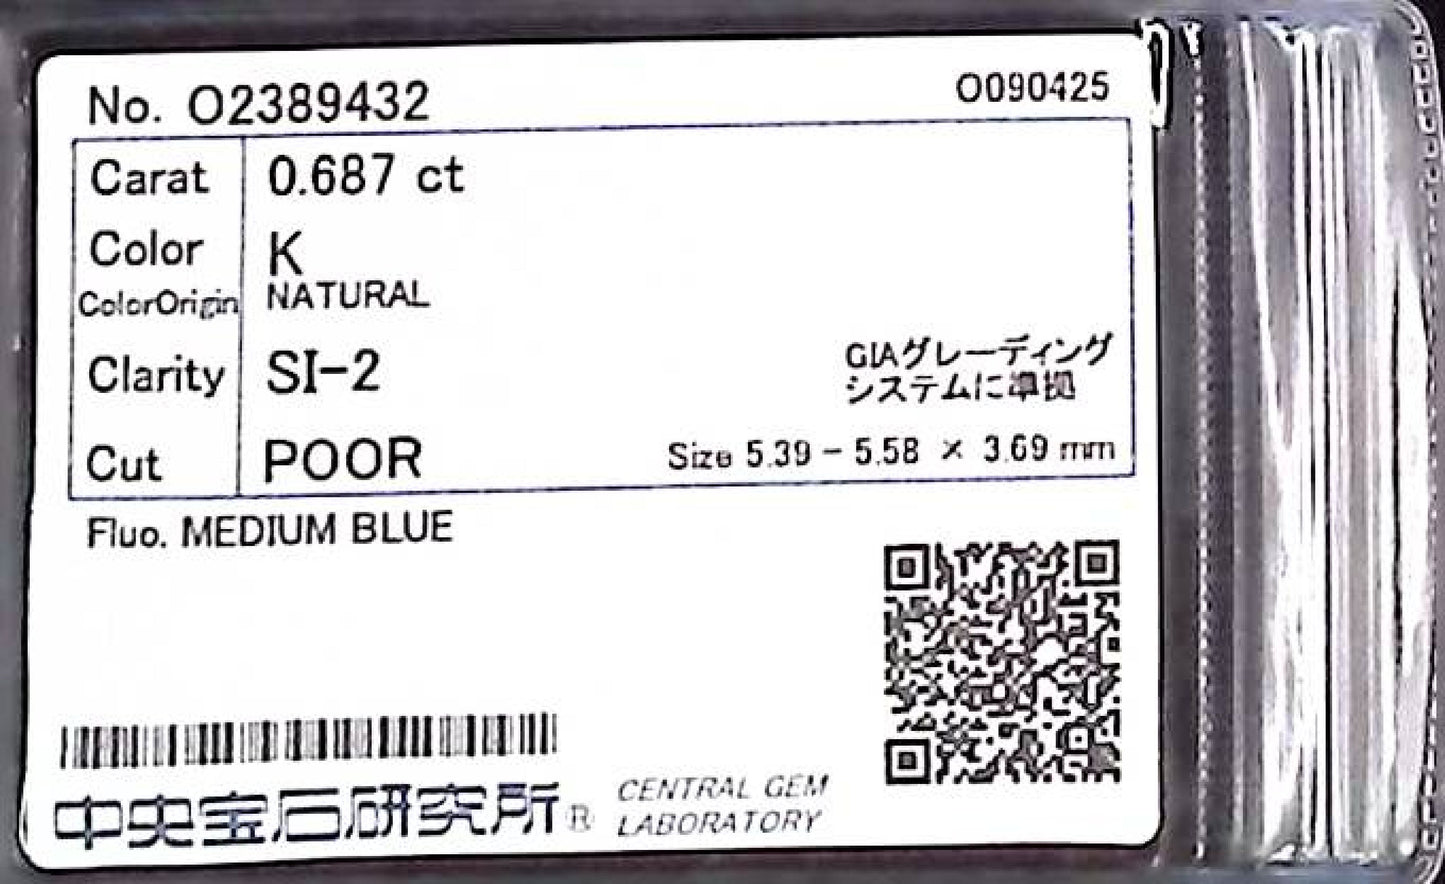 No. O2389432
O090425
Carat 0.687 ct
Color K
ColorOrigin NATURAL
Clarity SI-2
GIAグレーディング
システムに準拠
Cut POOR
Size 5.39 - 5.58 × 3.69 mm
Fluo. MEDIUM BLUE
中央宝石研究所®
CENTRAL GEM
LABORATORY